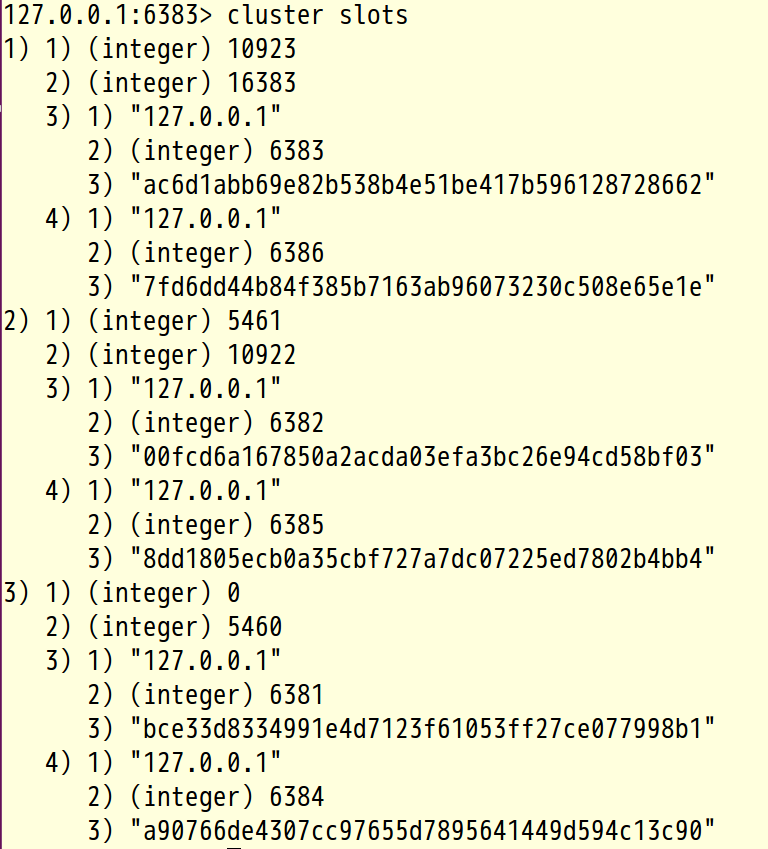 127.0.0.1:6383> cluster slots
1) 1) (integer) 10923
   2) (integer) 16383
   3) 1) "127.0.0.1"
      2) (integer) 6383
      3) "ac6d1abb69e82b538b4e51be417b596128728662"
   4) 1) "127.0.0.1"
      2) (integer) 6386
      3) "7fd6dd44b84f385b7163ab96073230c508e65e1e"
2) 1) (integer) 5461
   2) (integer) 10922
   3) 1) "127.0.0.1"
      2) (integer) 6382
      3) "00fcd6a167850a2acda03efa3bc26e94cd58bf03"
   4) 1) "127.0.0.1"
      2) (integer) 6385
      3) "8dd1805ecb0a35cbf727a7dc07225ed7802b4bb4"
3) 1) (integer) 0
   2) (integer) 5460
   3) 1) "127.0.0.1"
      2) (integer) 6381
      3) "bce33d8334991e4d7123f61053ff27ce077998b1"
   4) 1) "127.0.0.1"
      2) (integer) 6384
      3) "a90766de4307cc97655d7895641449d594c13c90"